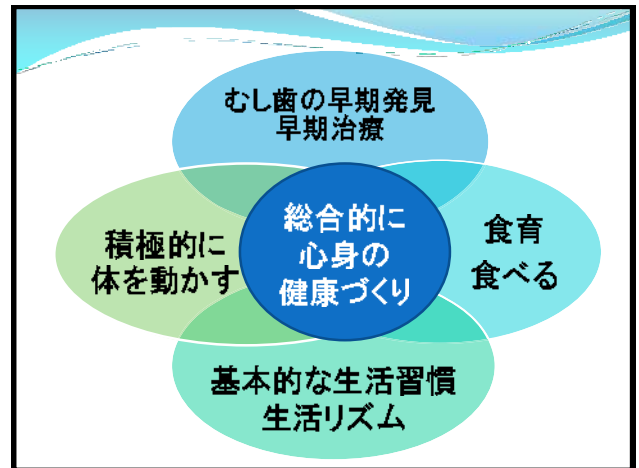 むし歯の早期発見
早期治療
総合的に
心身の
健康づくり
積極的に
体を動かす
食育
食べる
基本的な生活習慣
生活リズム